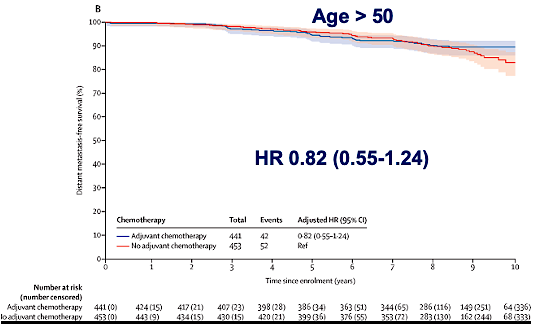 B
Age > 50
Distant metastasis-free survival (%)
100
90
80
70
60
50
40
30
20
10
0
HR 0.82 (0.55-1.24)
Chemotherapy Total Events Adjusted HR (95% CI)
Adjuvant chemotherapy 441 42 0·82 (0·55-1·24)
No adjuvant chemotherapy 453 52 Ref
0 1 2 3 4 5 6 7 8 9 10
Time since enrolment (years)
Number at risk
(number censored)
Adjuvant chemotherapy 441 (0) 424 (15) 417 (21) 407 (23) 398 (28) 386 (34) 363 (51) 344 (65) 286 (116) 149 (251) 64 (336)
No adjuvant chemotherapy 453 (0) 443 (9) 434 (15) 430 (15) 420 (21) 399 (36) 376 (55) 353 (72) 283 (130) 162 (244) 68 (333)